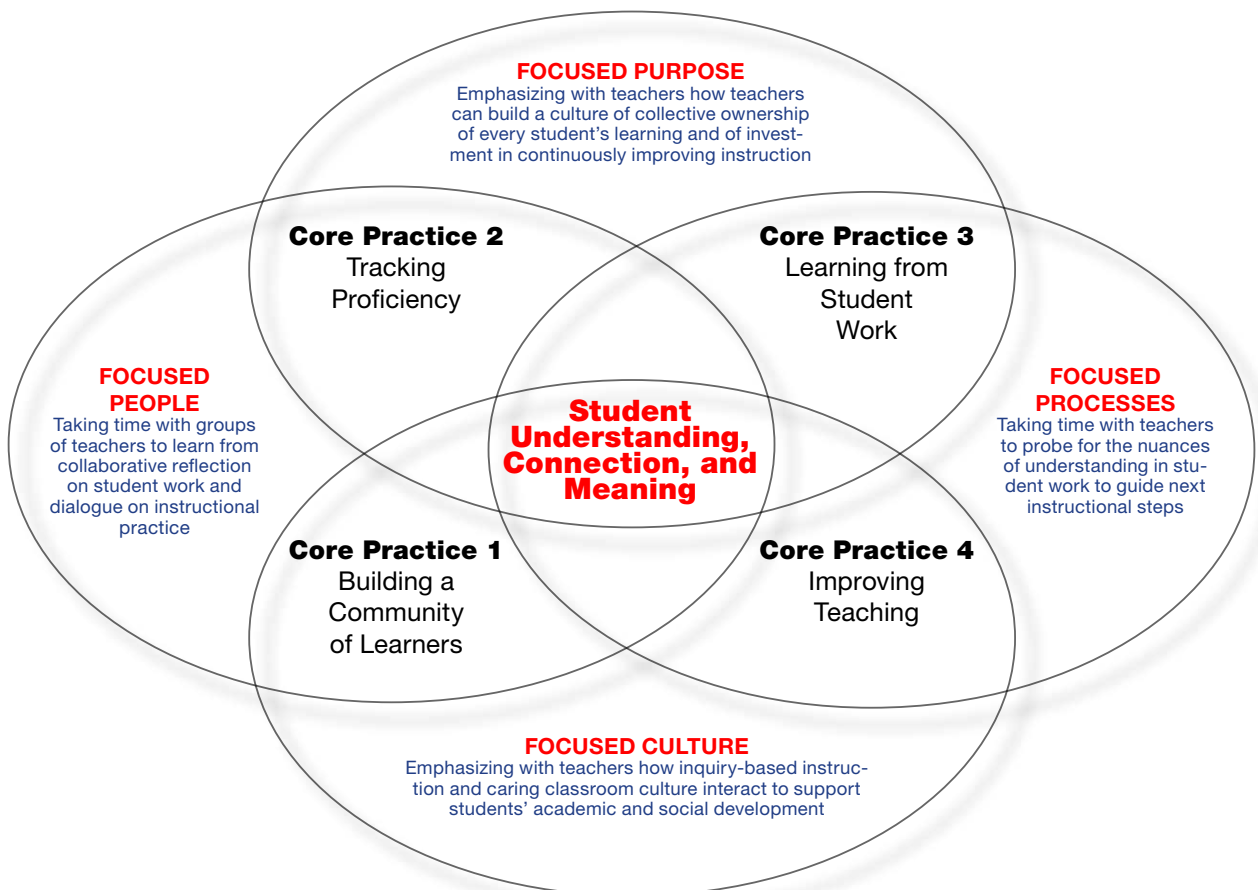 FOCUSED PURPOSE
Emphasizing with teachers how teachers
can build a culture of collective ownership
of every student’s learning and of invest-
ment in continuously improving instruction
Core Practice 2
Tracking
Proficiency
Core Practice 3
Learning from
Student
Work
FOCUSED
PEOPLE
Taking time with groups
of teachers to learn from
collaborative reflection
on student work and
dialogue on instructional
practice
Student
Understanding,
Connection, and
Meaning
FOCUSED
PROCESSES
Taking time with teachers
to probe for the nuances
of understanding in stu-
dent work to guide next
instructional steps
Core Practice 1
Building a
Community
of Learners
Core Practice 4
Improving
Teaching
FOCUSED CULTURE
Emphasizing with teachers how inquiry-based instruc-
tion and caring classroom culture interact to support
students’ academic and social development